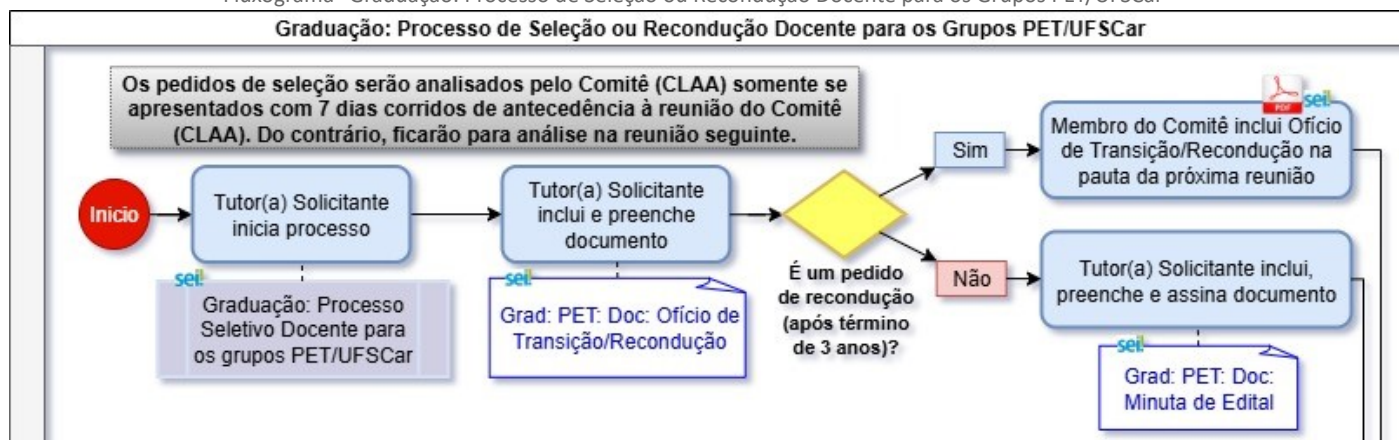 Fluxograma "Graduação: Processo de Seleção ou Recondução Docente para os Grupos PET/UFSCar"
Graduação: Processo de Seleção ou Recondução Docente para os Grupos PET/UFSCar
Os pedidos de seleção serão analisados pelo Comitê (CLAA) somente se
apresentados com 7 dias corridos de antecedência à reunião do Comitê
(CLAA). Do contrário, ficarão para análise na reunião seguinte.
Início
Tutor(a) Solicitante
inicia processo
sei!
Graduação: Processo
Seletivo Docente para
os grupos PET/UFSCar
Tutor(a) Solicitante
inclui e preenche
documento
sei!
Grad: PET: Doc: Ofício de
Transição/Recondução
É um pedido
de recondução
(após término
de 3 anos)?
Sim
PDF
sei!
Membro do Comitê inclui Ofício
de Transição/Recondução na
pauta da próxima reunião
Não
Tutor(a) Solicitante inclui,
preenche e assina documento
sei!
Grad: PET: Doc:
Minuta de Edital